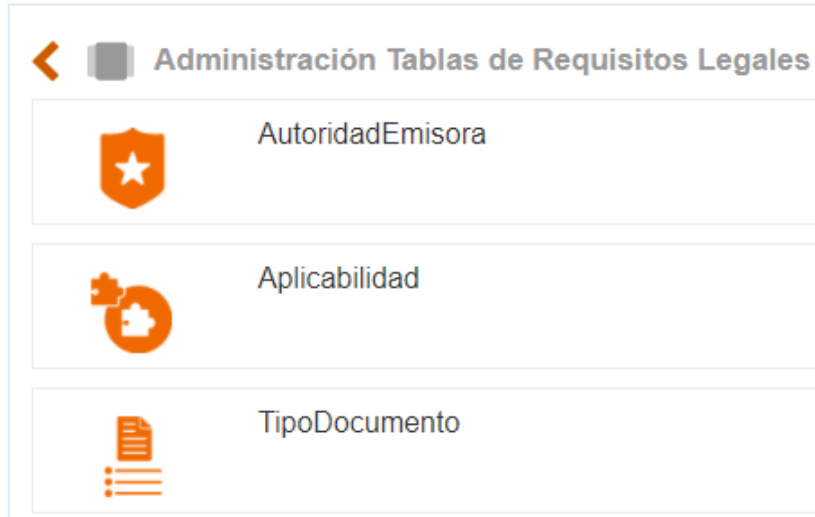 Administración Tablas de Requisitos Legales
AutoridadEmisora
Aplicabilidad
TipoDocumento